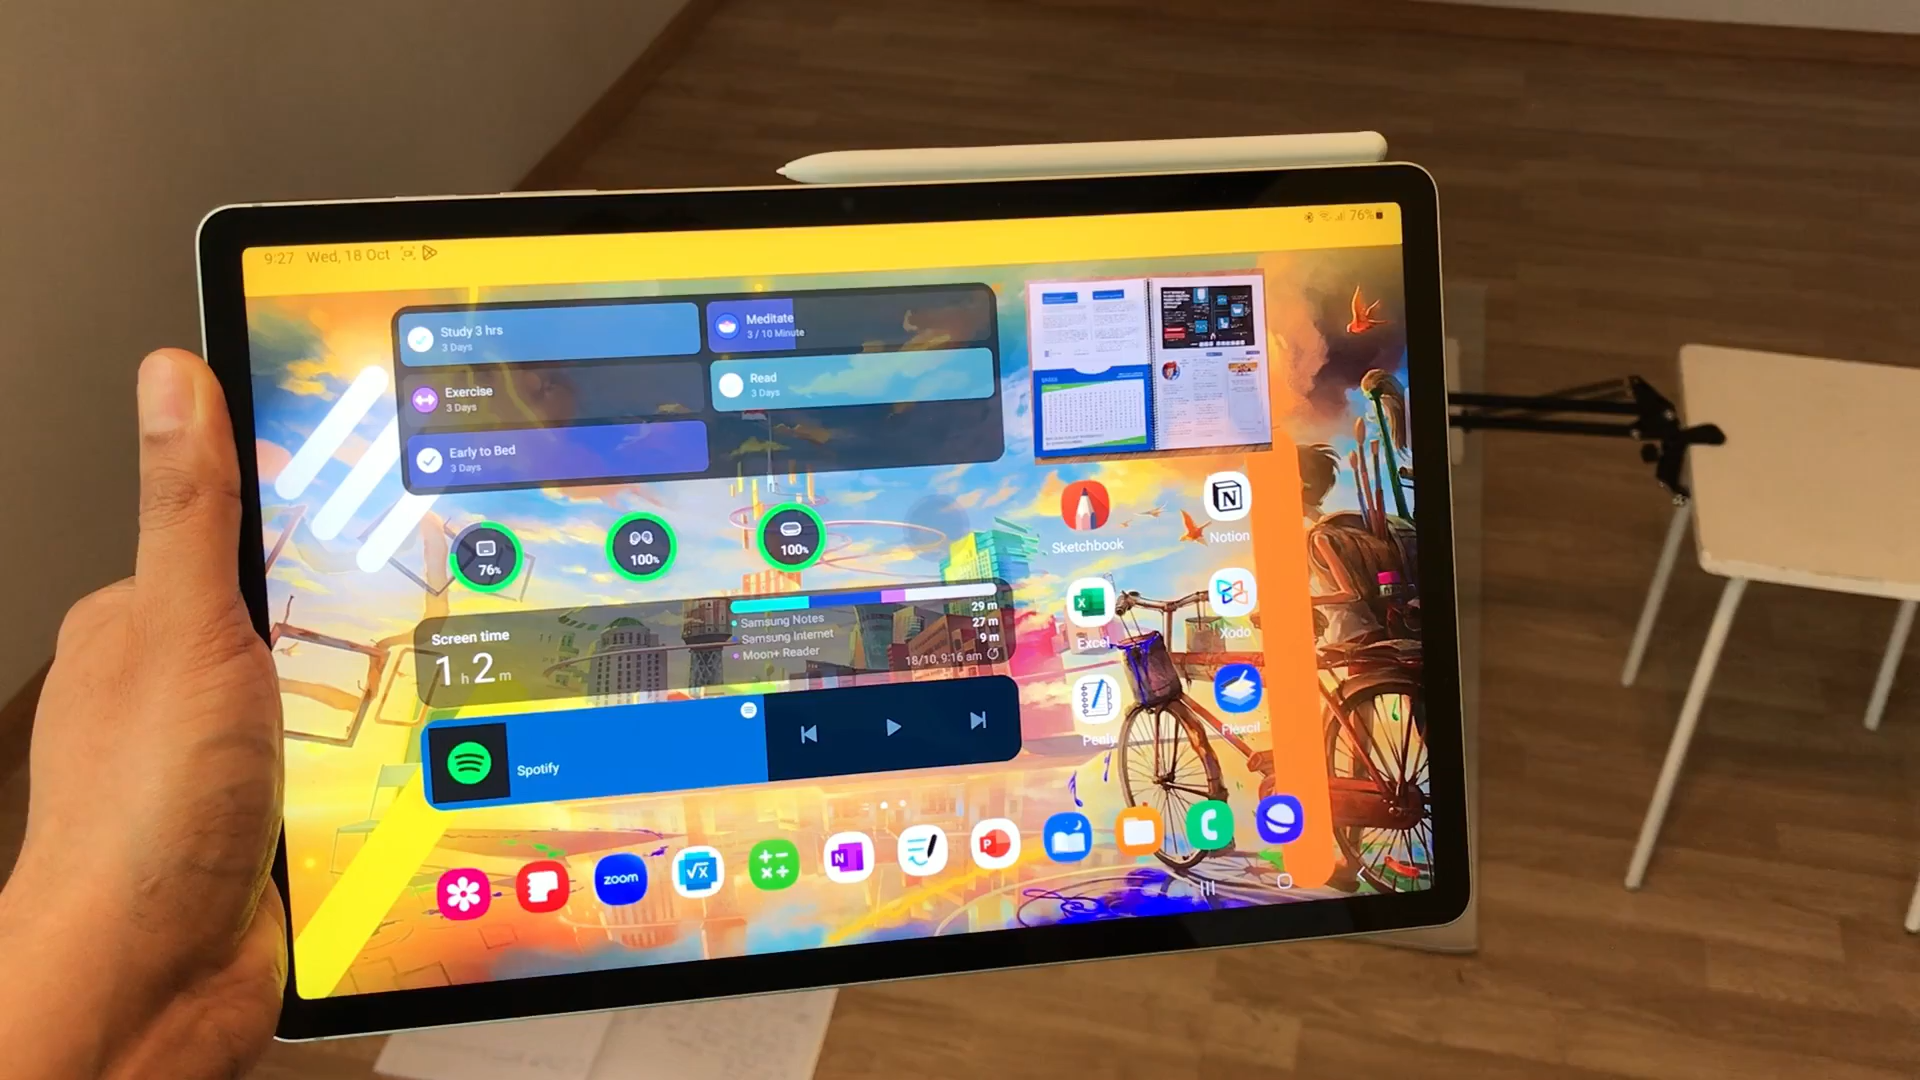 9:27 Wed, 18 Oct
76%
Study 3 hrs
3 Days
Meditate
3 / 10 Minute
Exercise
3 Days
Read
3 Days
Early to Bed
3 Days
76%
100%
100%
Screen time
1 h 2 m
29 m
Samsung Notes
27 m
Samsung Internet
9 m
Moon+ Reader
18/10, 9:16 am
Spotify
Sketchbook
N
Notion
X
Excel
Xodo
Penly
Flexcil
zoom
√x
N
P